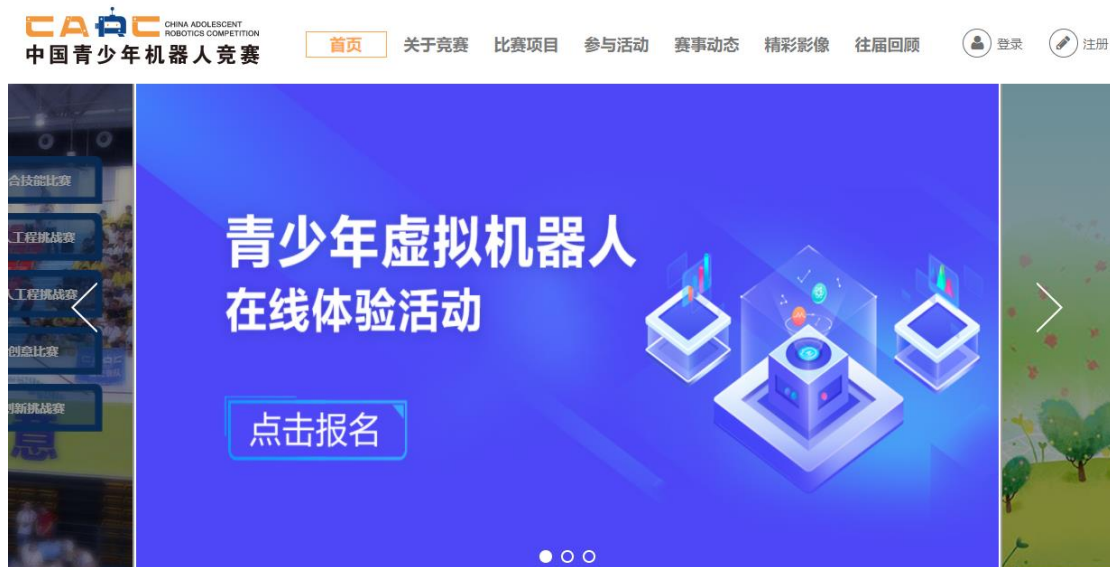 CARC
CHINA ADOLESCENT
ROBOTICS COMPETITION
中国青少年机器人竞赛
首页 关于竞赛 比赛项目 参与活动 赛事动态 精彩影像 往届回顾 登录 注册
合技能比赛
工程挑战赛
人工程挑战赛
创意比赛
创新挑战赛
青少年虚拟机器人
在线体验活动
点击报名